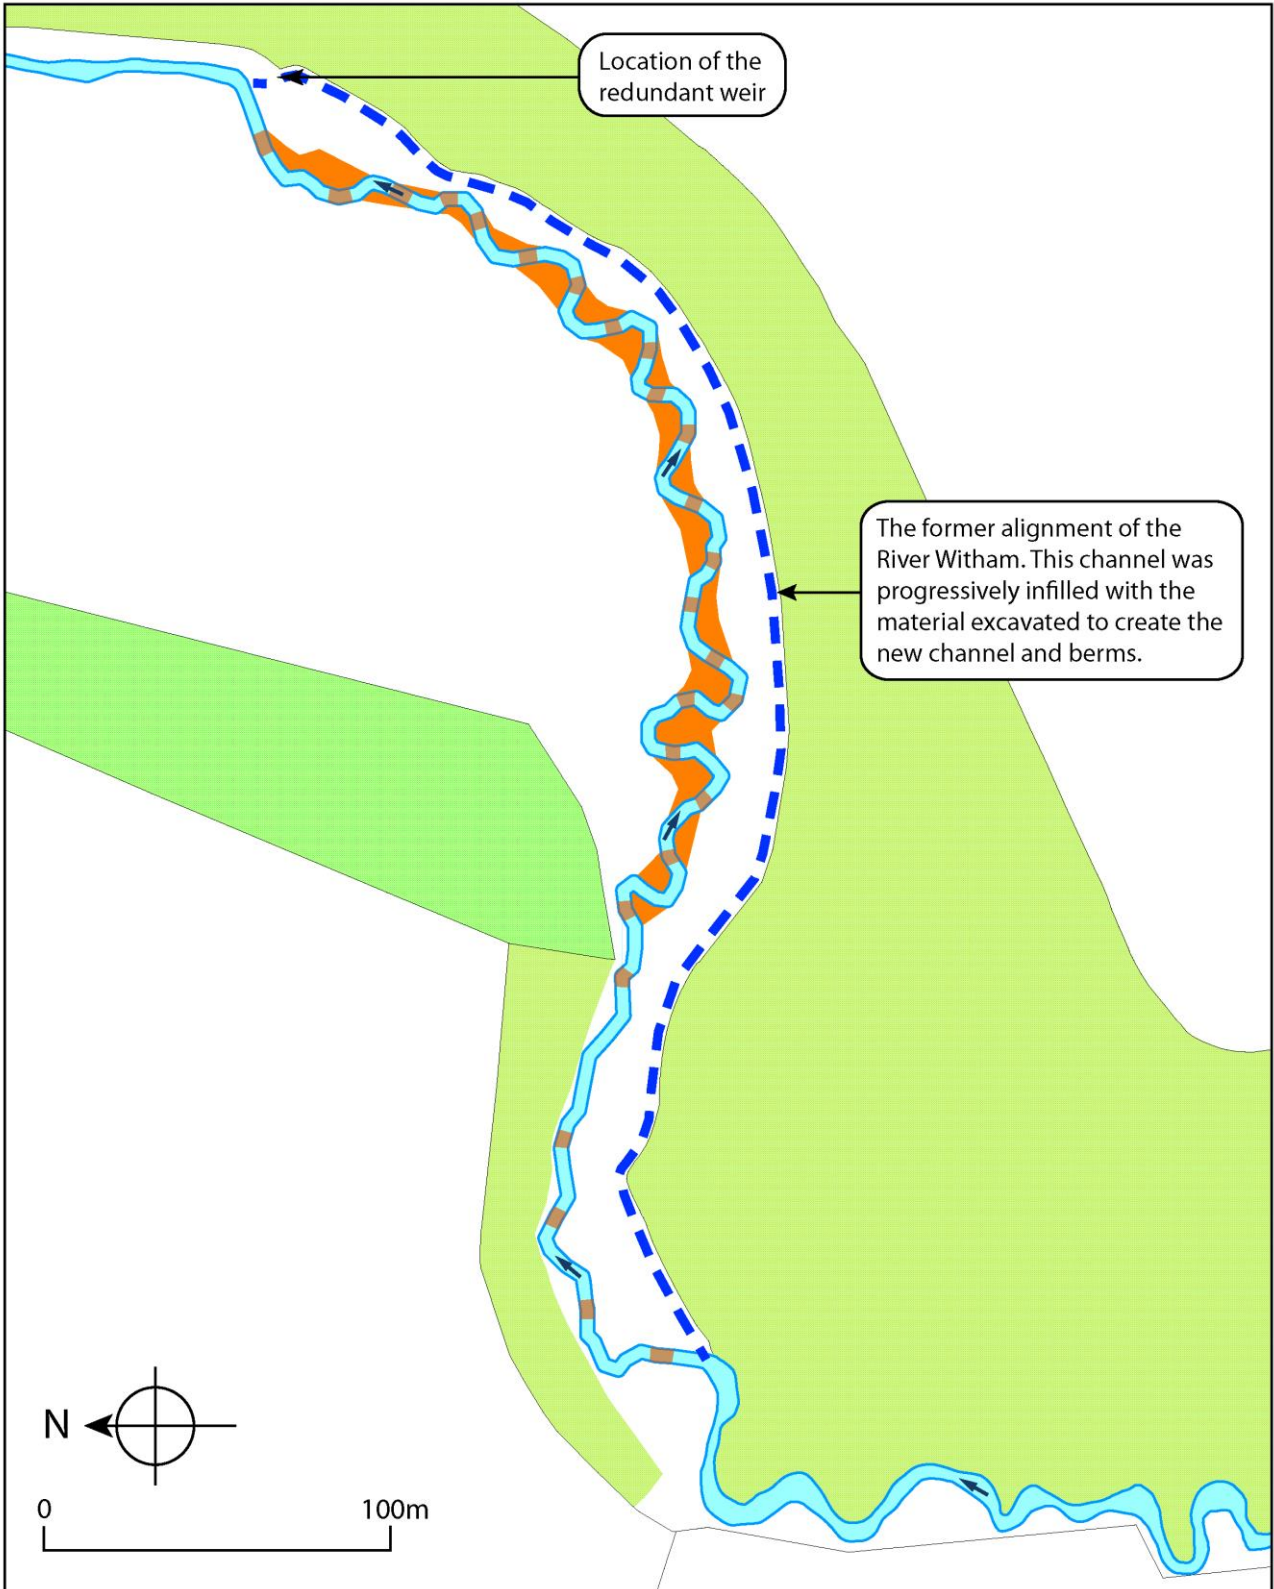 Location of the
redundant weir
The former alignment of the
River Witham. This channel was
progressively infilled with the
material excavated to create the
new channel and berms.
N
0 100m